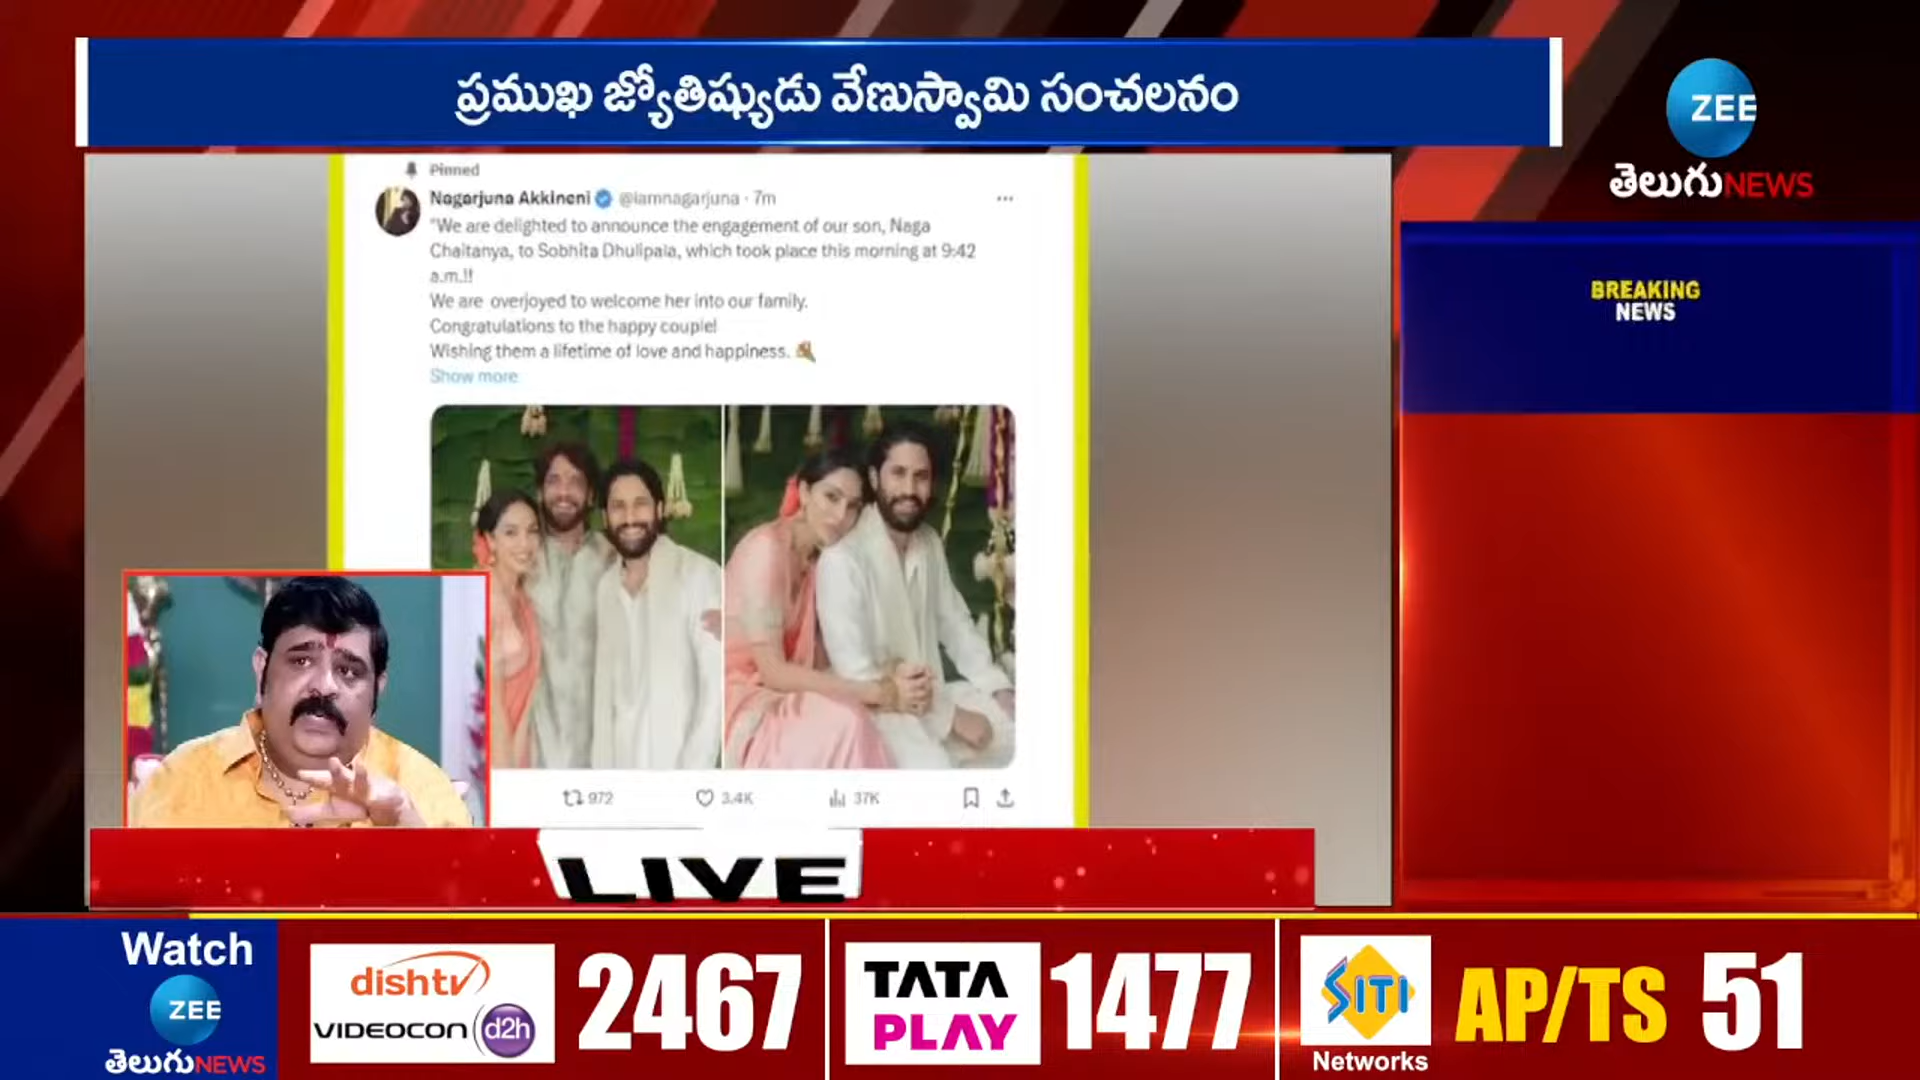 ప్రముఖ జ్యోతిష్యుడు వేణుస్వామి సంచలనం
ZEE
తెలుగు NEWS
Pinned
Nagarjuna Akkineni @iamnagarjuna · 7m
"We are delighted to announce the engagement of our son, Naga
Chaitanya, to Sobhita Dhulipala, which took place this morning at 9:42
a.m.!!
We are overjoyed to welcome her into our family.
Congratulations to the happy couple!
Wishing them a lifetime of love and happiness.
Show more
972 3.4K 37K
BREAKING
NEWS
LIVE
Watch
ZEE
తెలుగు NEWS
dishtv
VIDEOCON d2h
2467
TATA
PLAY
1477
SITI
Networks
AP/TS 51